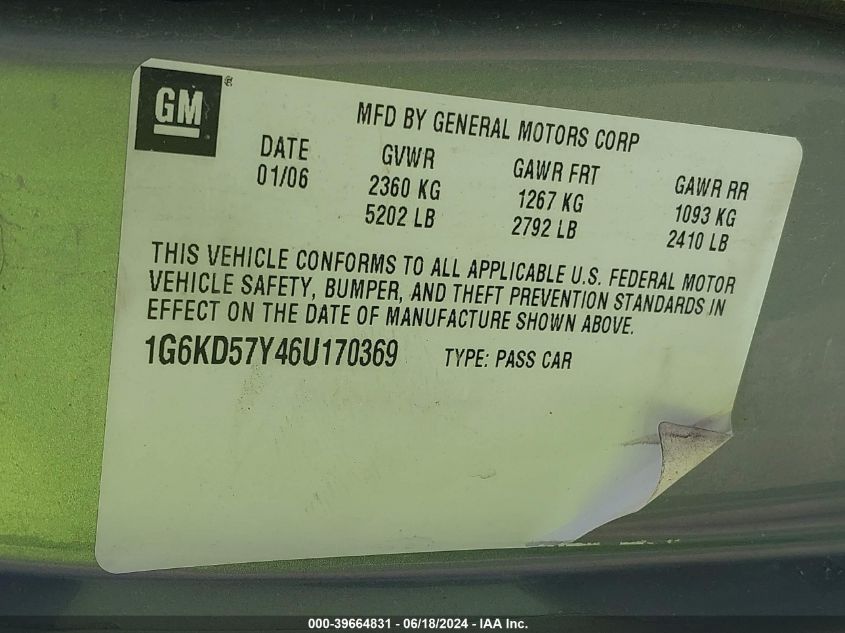 GM ®
MFD BY GENERAL MOTORS CORP
DATE GVWR GAWR FRT GAWR RR
01/06 2360 KG 1267 KG 1093 KG
5202 LB 2792 LB 2410 LB
THIS VEHICLE CONFORMS TO ALL APPLICABLE U.S. FEDERAL MOTOR
VEHICLE SAFETY, BUMPER, AND THEFT PREVENTION STANDARDS IN
EFFECT ON THE DATE OF MANUFACTURE SHOWN ABOVE.
1G6KD57Y46U170369 TYPE: PASS CAR
000-39664831 - 06/18/2024 - IAA Inc.